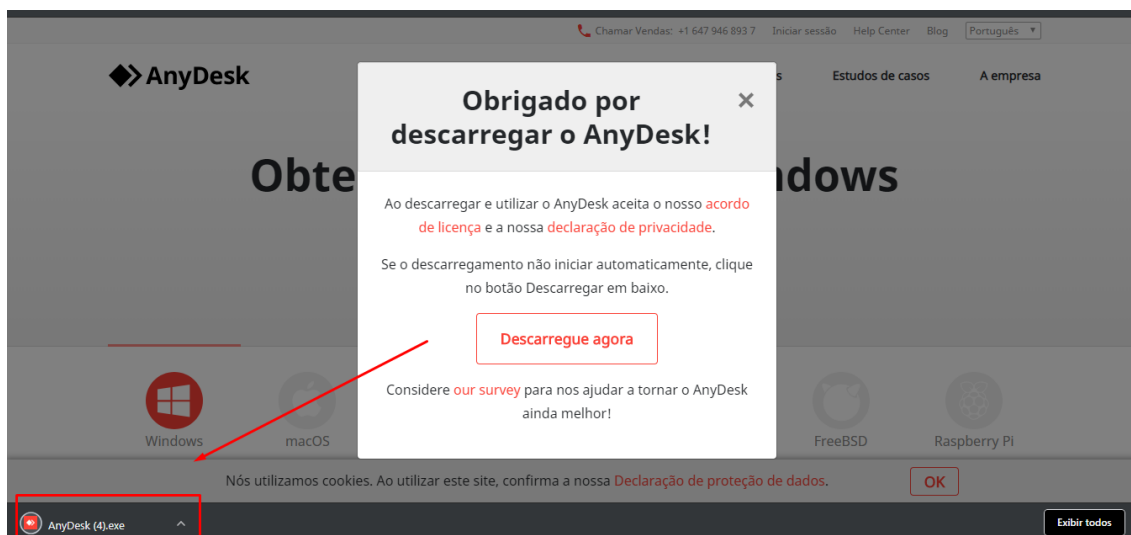 Chamar Vendas: +1 647 946 893 7 Iniciar sessão Help Center Blog Português
AnyDesk
s Estudos de casos A empresa
Obrigado por
descarregar o AnyDesk!
Obte
dows
Ao descarregar e utilizar o AnyDesk aceita o nosso acordo
de licença e a nossa declaração de privacidade.
Se o descarregamento não iniciar automaticamente, clique
no botão Descarregar em baixo.
Descarregue agora
Considere our survey para nos ajudar a tornar o AnyDesk
ainda melhor!
Windows macOS FreeBSD Raspberry Pi
Nós utilizamos cookies. Ao utilizar este site, confirma a nossa Declaração de proteção de dados. OK
AnyDesk (4).exe Exibir todos